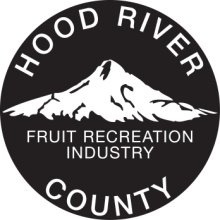 HOOD RIVER
FRUIT RECREATION
INDUSTRY
COUNTY